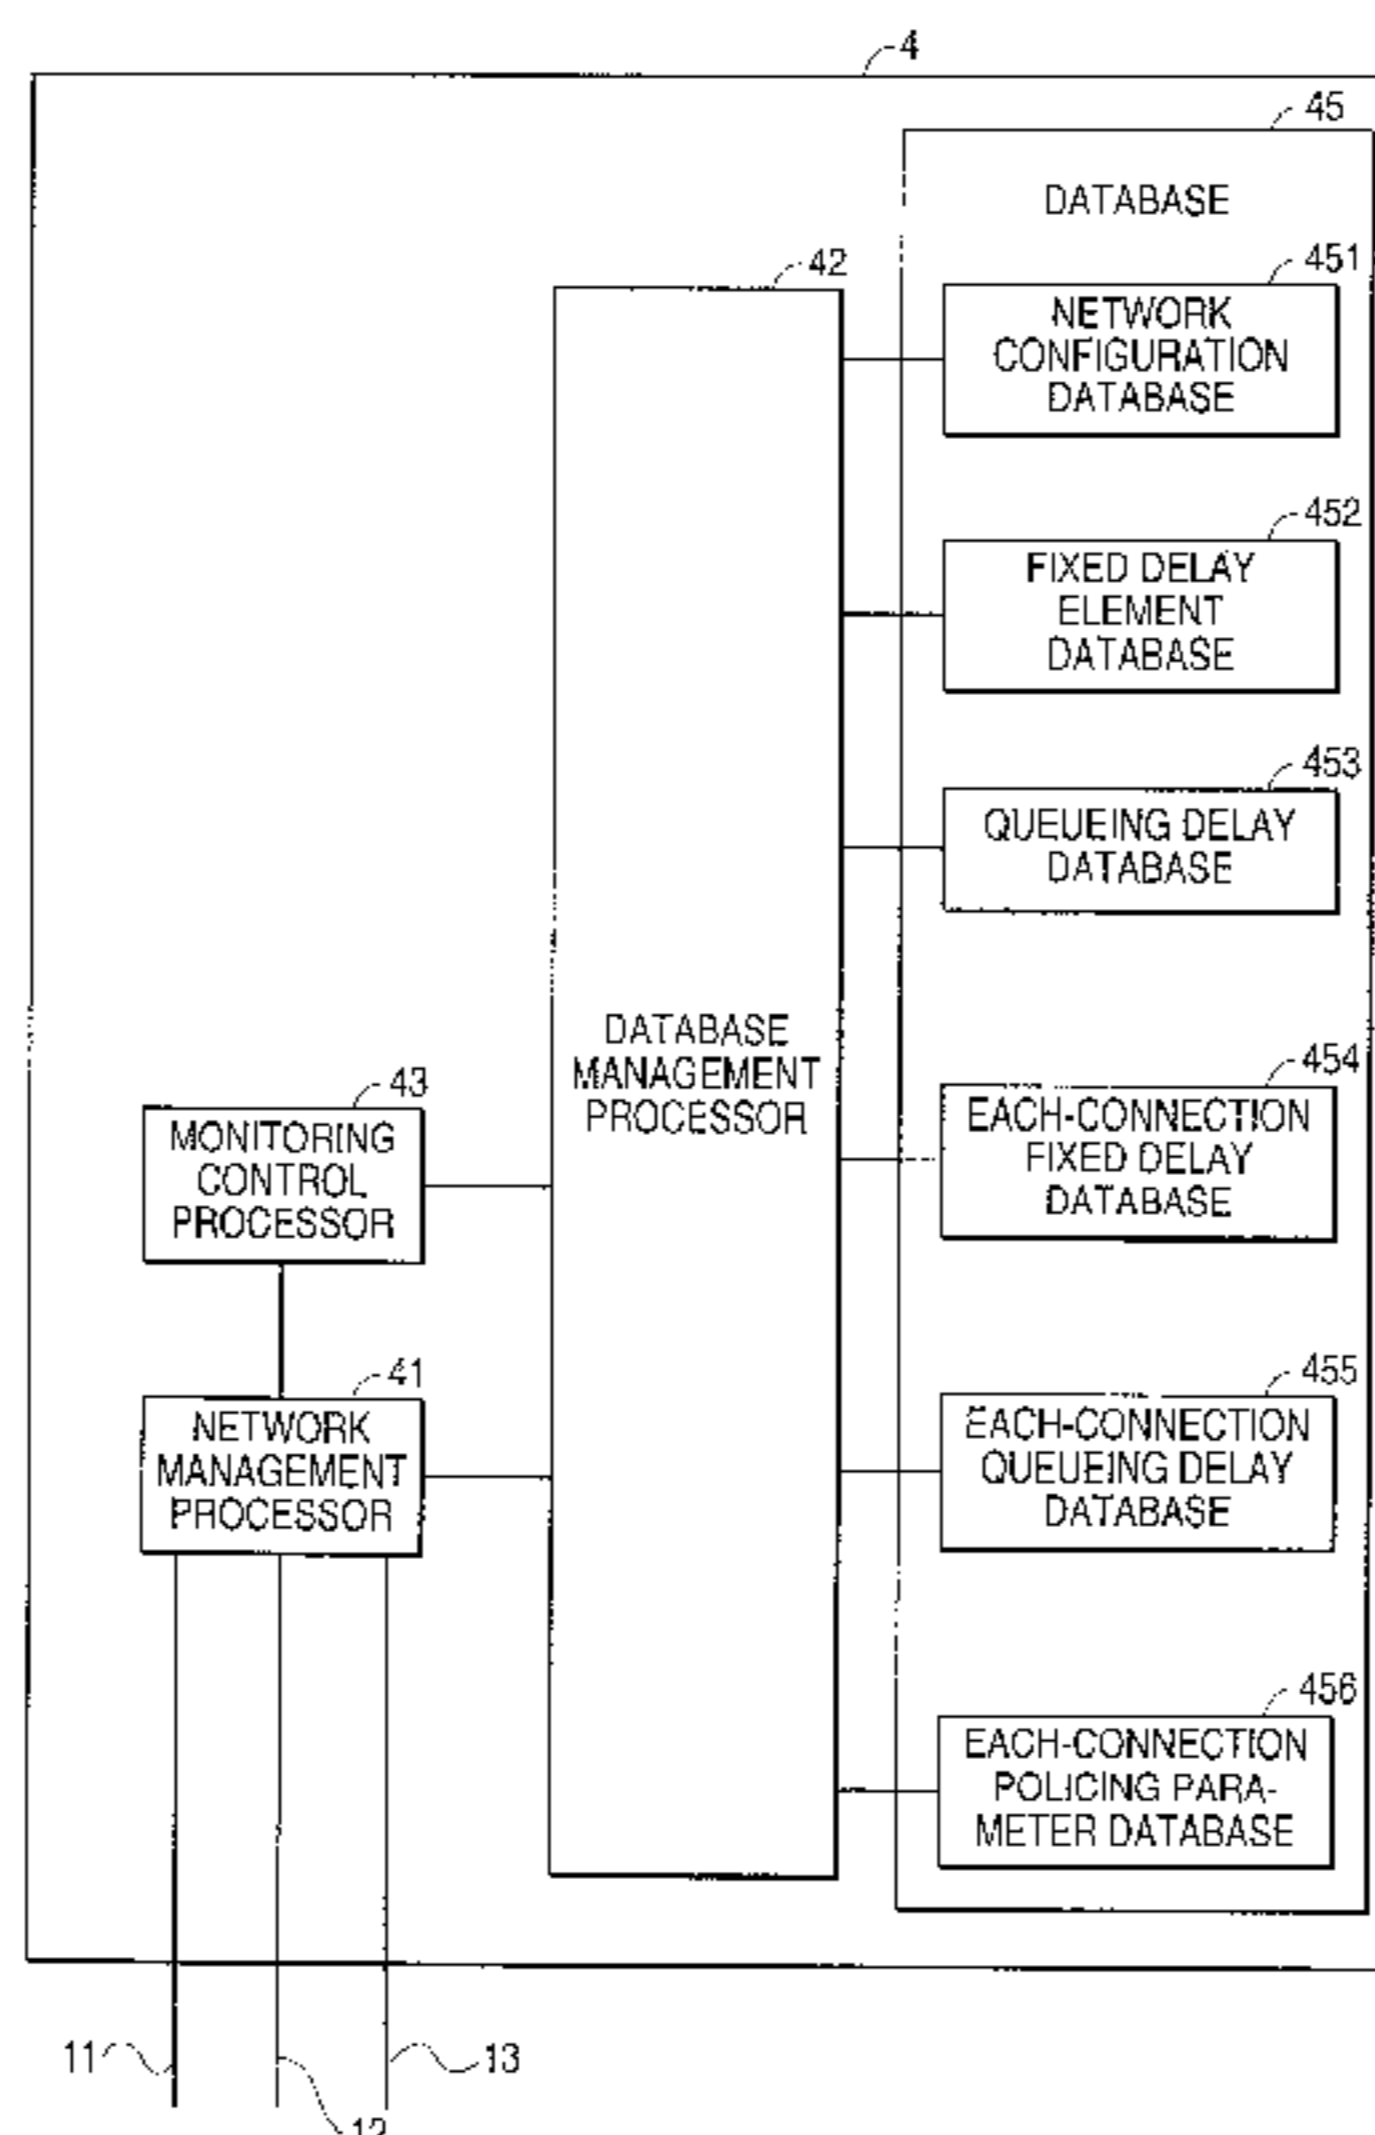 4
45
DATABASE
42
451
NETWORK
CONFIGURATION
DATABASE
452
FIXED DELAY
ELEMENT
DATABASE
453
QUEUEING DELAY
DATABASE
DATABASE
MANAGEMENT
PROCESSOR
43
MONITORING
CONTROL
PROCESSOR
454
EACH-CONNECTION
FIXED DELAY
DATABASE
41
NETWORK
MANAGEMENT
PROCESSOR
455
EACH-CONNECTION
QUEUEING DELAY
DATABASE
456
EACH-CONNECTION
POLICING PARA-
METER DATABASE
11
13
12